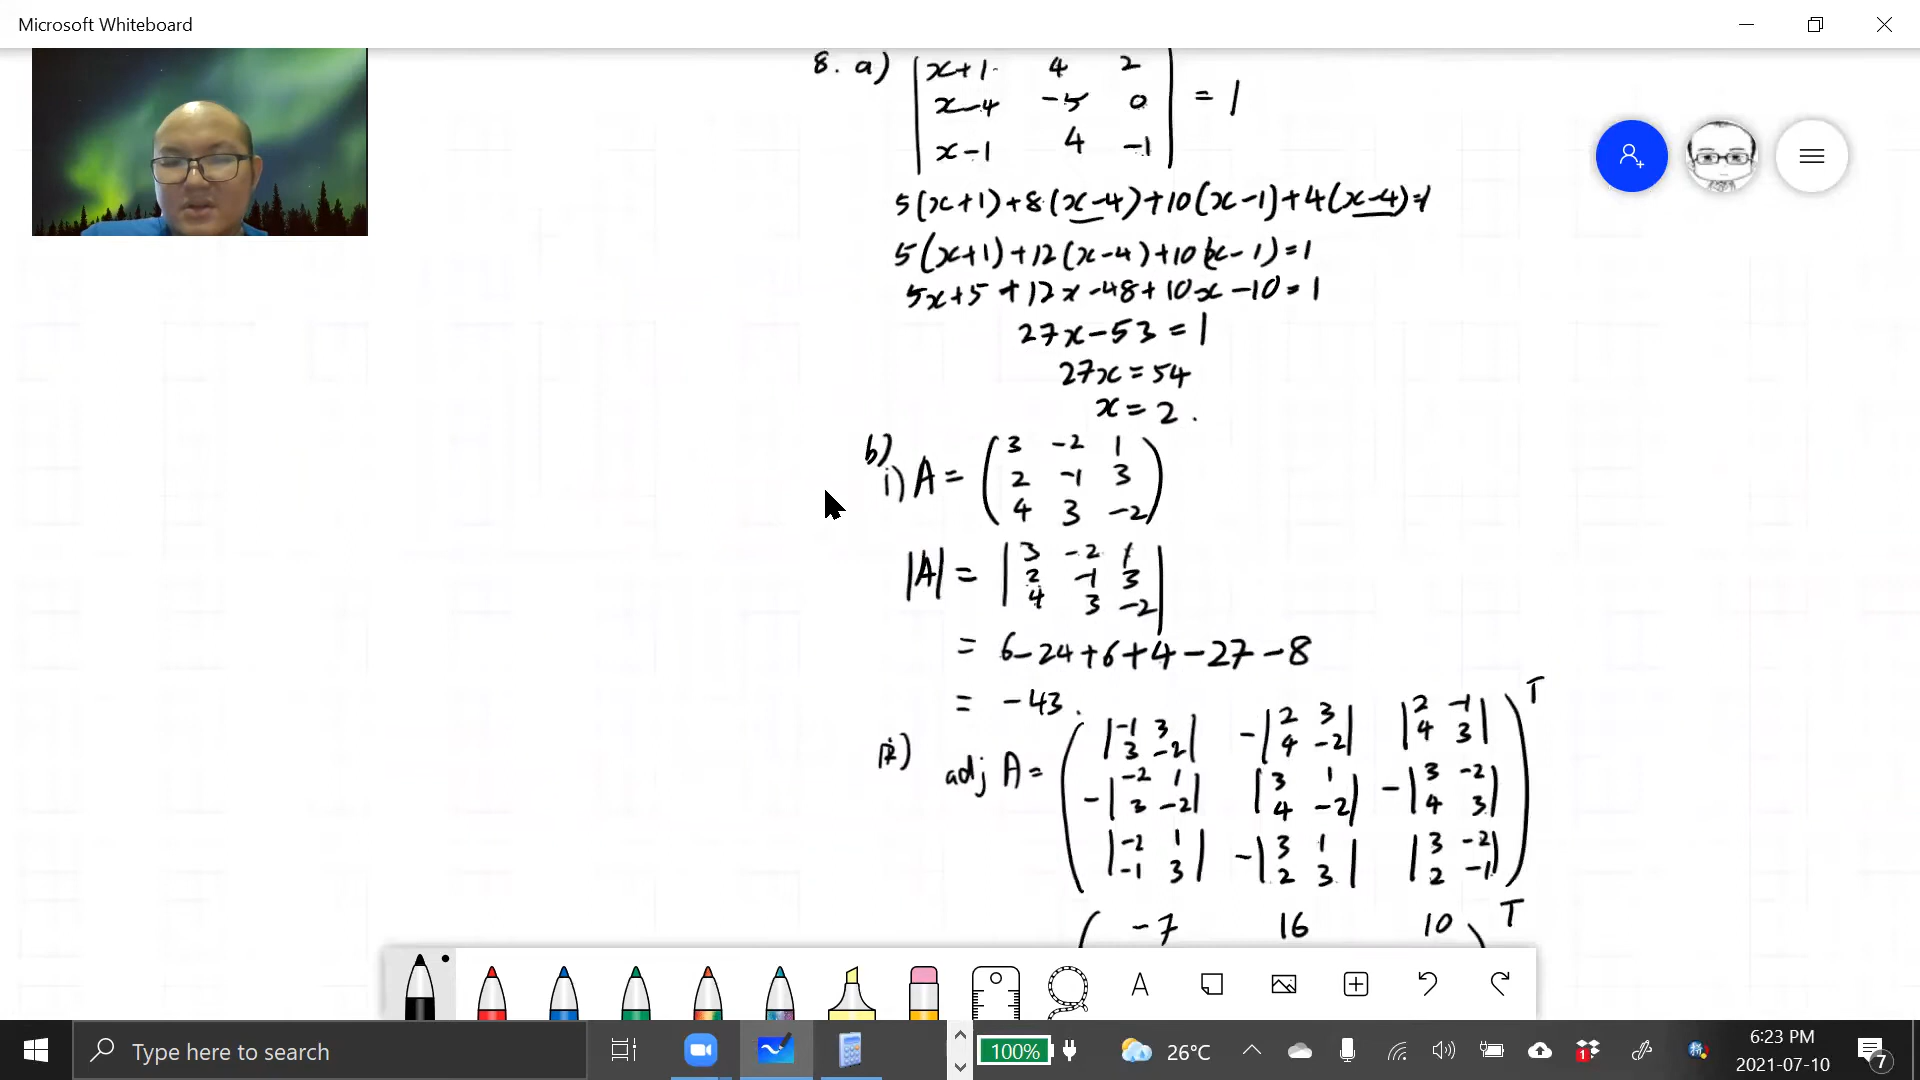 Microsoft Whiteboard
8. a) | x+1 4 2 |
| x-4 -5 0 | = 1
| x-1 4 -1 |
5(x+1)+8(x-4)+10(x-1)+4(x-4)=1
5(x+1)+12(x-4)+10(x-1)=1
5x+5+12x-48+10x-10=1
27x-53=1
27x=54
x=2.
b)
i) A = ( 3 -2 1
2 -1 3
4 3 -2 )
|A| = | 3 -2 1
2 -1 3
4 3 -2 |
= 6-24+6+4-27-8
= -43.
ii) adj A = ( |-1 3 -|2 3 |2 -1 ) T
3 -2| 4 -2| 4 3|
-|-2 1 |3 1 -|3 -2
3 -2| 4 -2| 4 3|
|-2 1 -|3 1 |3 -2
-1 3| 2 3| 2 -1|
( -7 16 10 ) T
A
Type here to search
100%
26°C
1
6:23 PM
2021-07-10
7